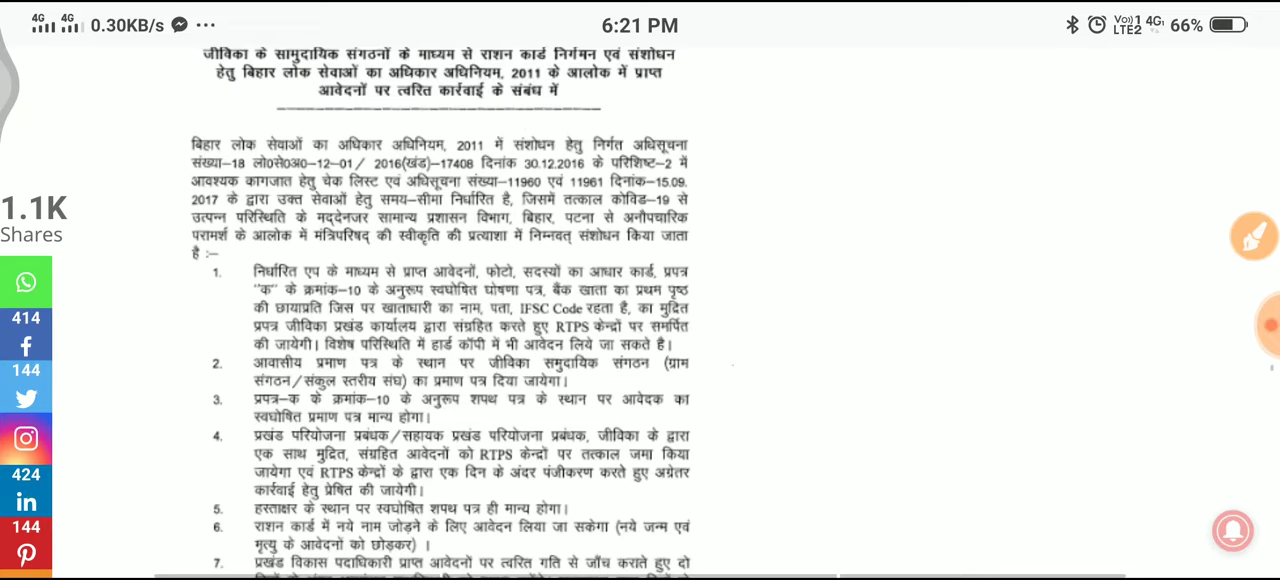 4G 4G 0.30KB/s ... 6:21 PM Vo)) 1 4G LTE2 66%
जीविका के सामुदायिक संगठनों के माध्यम से राशन कार्ड निर्गमन एवं संशोधन
हेतु बिहार लोक सेवाओं का अधिकार अधिनियम, 2011 के आलोक में प्राप्त
आवेदनों पर त्वरित कार्रवाई के संबंध में
बिहार लोक सेवाओं का अधिकार अधिनियम, 2011 में संशोधन हेतु निर्गत अधिसूचना
संख्या–18 लो0से0अ0–12–01/ 2016(खंड)–17408 दिनांक 30.12.2016 के परिशिष्ट–2 में
आवश्यक कागजात हेतु चेक लिस्ट एवं अधिसूचना संख्या–11960 एवं 11961 दिनांक–15.09.
2017 के द्वारा उक्त सेवाओं हेतु समय–सीमा निर्धारित है, जिसमें तत्काल कोविड–19 से
उत्पन्न परिस्थिति के मद्देनजर सामान्य प्रशासन विभाग, बिहार, पटना से अनौपचारिक
परामर्श के आलोक में मंत्रिपरिषद् की स्वीकृति की प्रत्याशा में निम्नवत् संशोधन किया जाता
है :–
1. निर्धारित एप के माध्यम से प्राप्त आवेदनों, फोटो, सदस्यों का आधार कार्ड, प्रपत्र
"क" के क्रमांक–10 के अनुरूप स्वघोषित घोषणा पत्र, बैंक खाता का प्रथम पृष्ठ
की छायाप्रति जिस पर खाताधारी का नाम, पता, IFSC Code रहता है, का मुद्रित
प्रपत्र जीविका प्रखंड कार्यालय द्वारा संग्रहित करते हुए RTPS केन्द्रों पर समर्पित
की जायेगी। विशेष परिस्थिति में हार्ड कॉपी में भी आवेदन लिये जा सकते है।
2. आवासीय प्रमाण पत्र के स्थान पर जीविका समुदायिक संगठन (ग्राम
संगठन/संकुल स्तरीय संघ) का प्रमाण पत्र दिया जायेगा।
3. प्रपत्र–क के क्रमांक–10 के अनुरूप शपथ पत्र के स्थान पर आवेदक का
स्वघोषित प्रमाण पत्र मान्य होगा।
4. प्रखंड परियोजना प्रबंधक/सहायक प्रखंड परियोजना प्रबंधक, जीविका के द्वारा
एक साथ मुद्रित, संग्रहित आवेदनों को RTPS केन्द्रों पर तत्काल जमा किया
जायेगा एवं RTPS केन्द्रों के द्वारा एक दिन के अंदर पंजीकरण करते हुए अग्रेतर
कार्रवाई हेतु प्रेषित की जायेगी।
5. हस्ताक्षर के स्थान पर स्वघोषित शपथ पत्र ही मान्य होगा।
6. राशन कार्ड में नये नाम जोड़ने के लिए आवेदन लिया जा सकेगा (नये जन्म एवं
मृत्यु के आवेदनों को छोड़कर) ।
7. प्रखंड विकास पदाधिकारी प्राप्त आवेदनों पर त्वरित गति से जाँच कराते हुए दो
1.1K
Shares
414
144
424
in
144